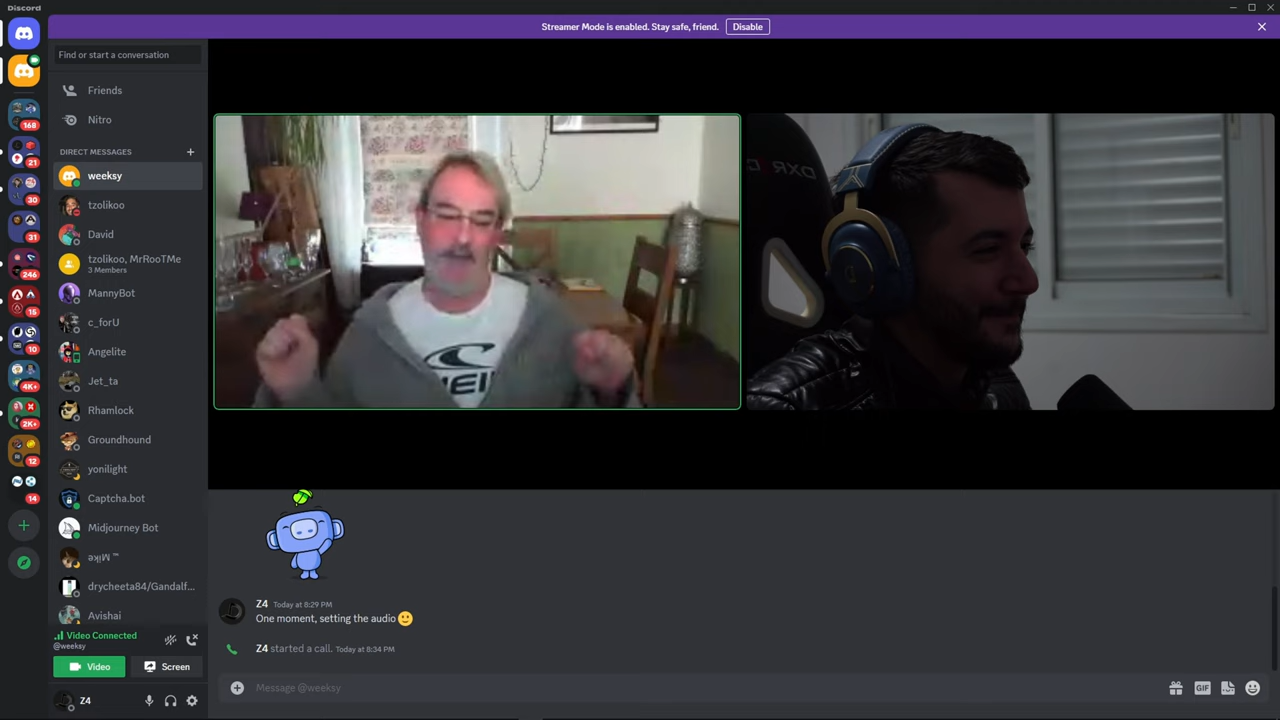 Discord
Streamer Mode is enabled. Stay safe, friend.
Disable
Find or start a conversation
Friends
Nitro
DIRECT MESSAGES
weeksy
tzolikoo
David
tzolikoo, MrRooTMe
3 Members
MannyBot
c_forU
Angelite
Jet_ta
Rhamlock
Groundhound
yonilight
Captcha.bot
Midjourney Bot
drycheeta84/Gandalf...
Avishai
168
21
30
31
246
15
10
4K+
2K+
12
14
Video Connected
@weeksy
Video
Screen
Z4
DXR
Z4 Today at 8:29 PM
One moment, setting the audio
Z4 started a call. Today at 8:34 PM
Message @weeksy
GIF